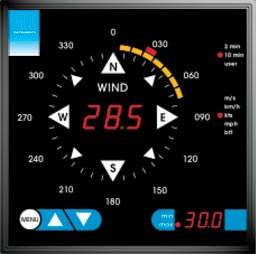 INSTRUMENTS
0
330
030
300
060
270
090
240
120
210
150
180
N
W
E
S
WIND
28.5
2 min
10 min
user
m/s
km/h
kts
mph
bft
MENU
min
max
30.0